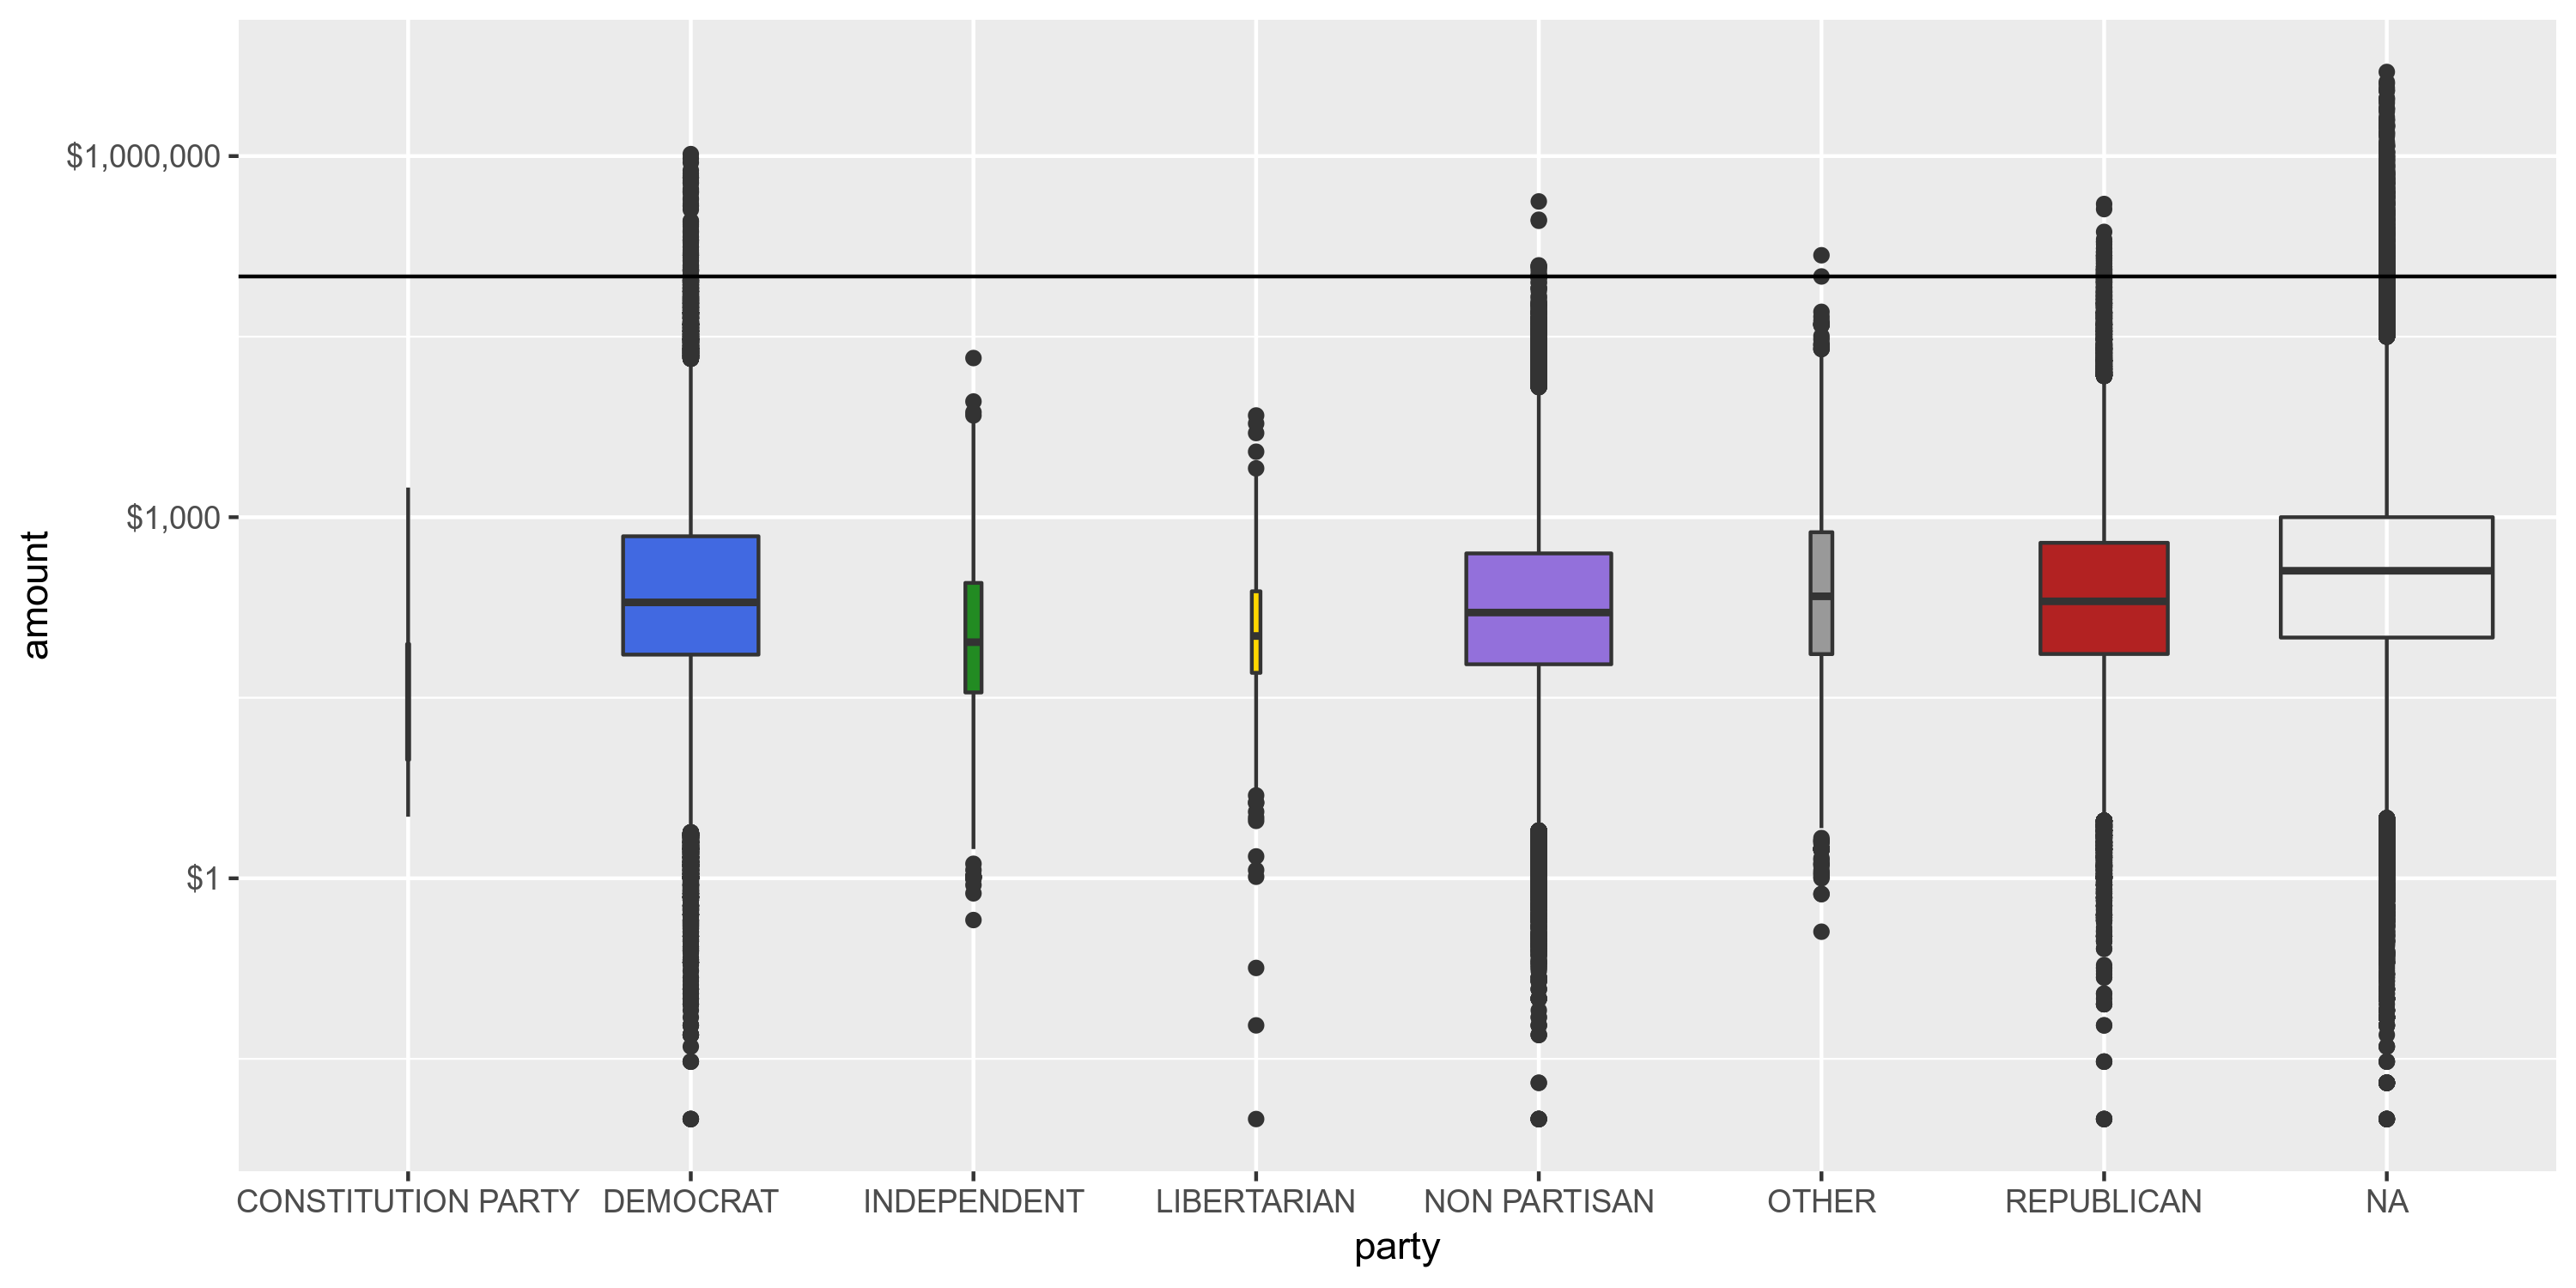 $1,000,000
$1,000
$1
amount
CONSTITUTION PARTY DEMOCRAT INDEPENDENT LIBERTARIAN NON PARTISAN OTHER REPUBLICAN NA
party